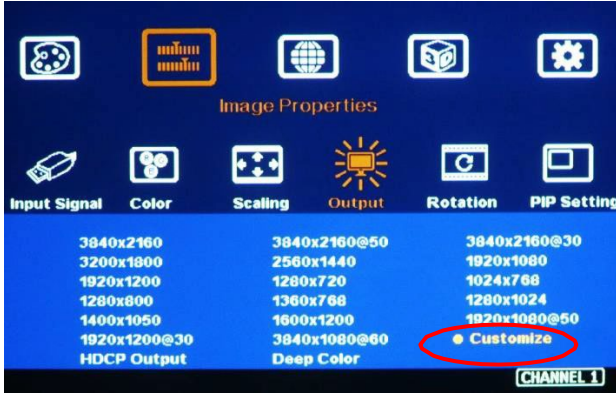 Image Properties
Input Signal Color Scaling Output Rotation PIP Setting
3840x2160 3840x2160@50 3840x2160@30
3200x1800 2560x1440 1920x1080
1920x1200 1280x720 1024x768
1280x800 1360x768 1280x1024
1400x1050 1600x1200 1920x1080@50
1920x1200@30 3840x1080@60 Customize
HDCP Output Deep Color
CHANNEL 1